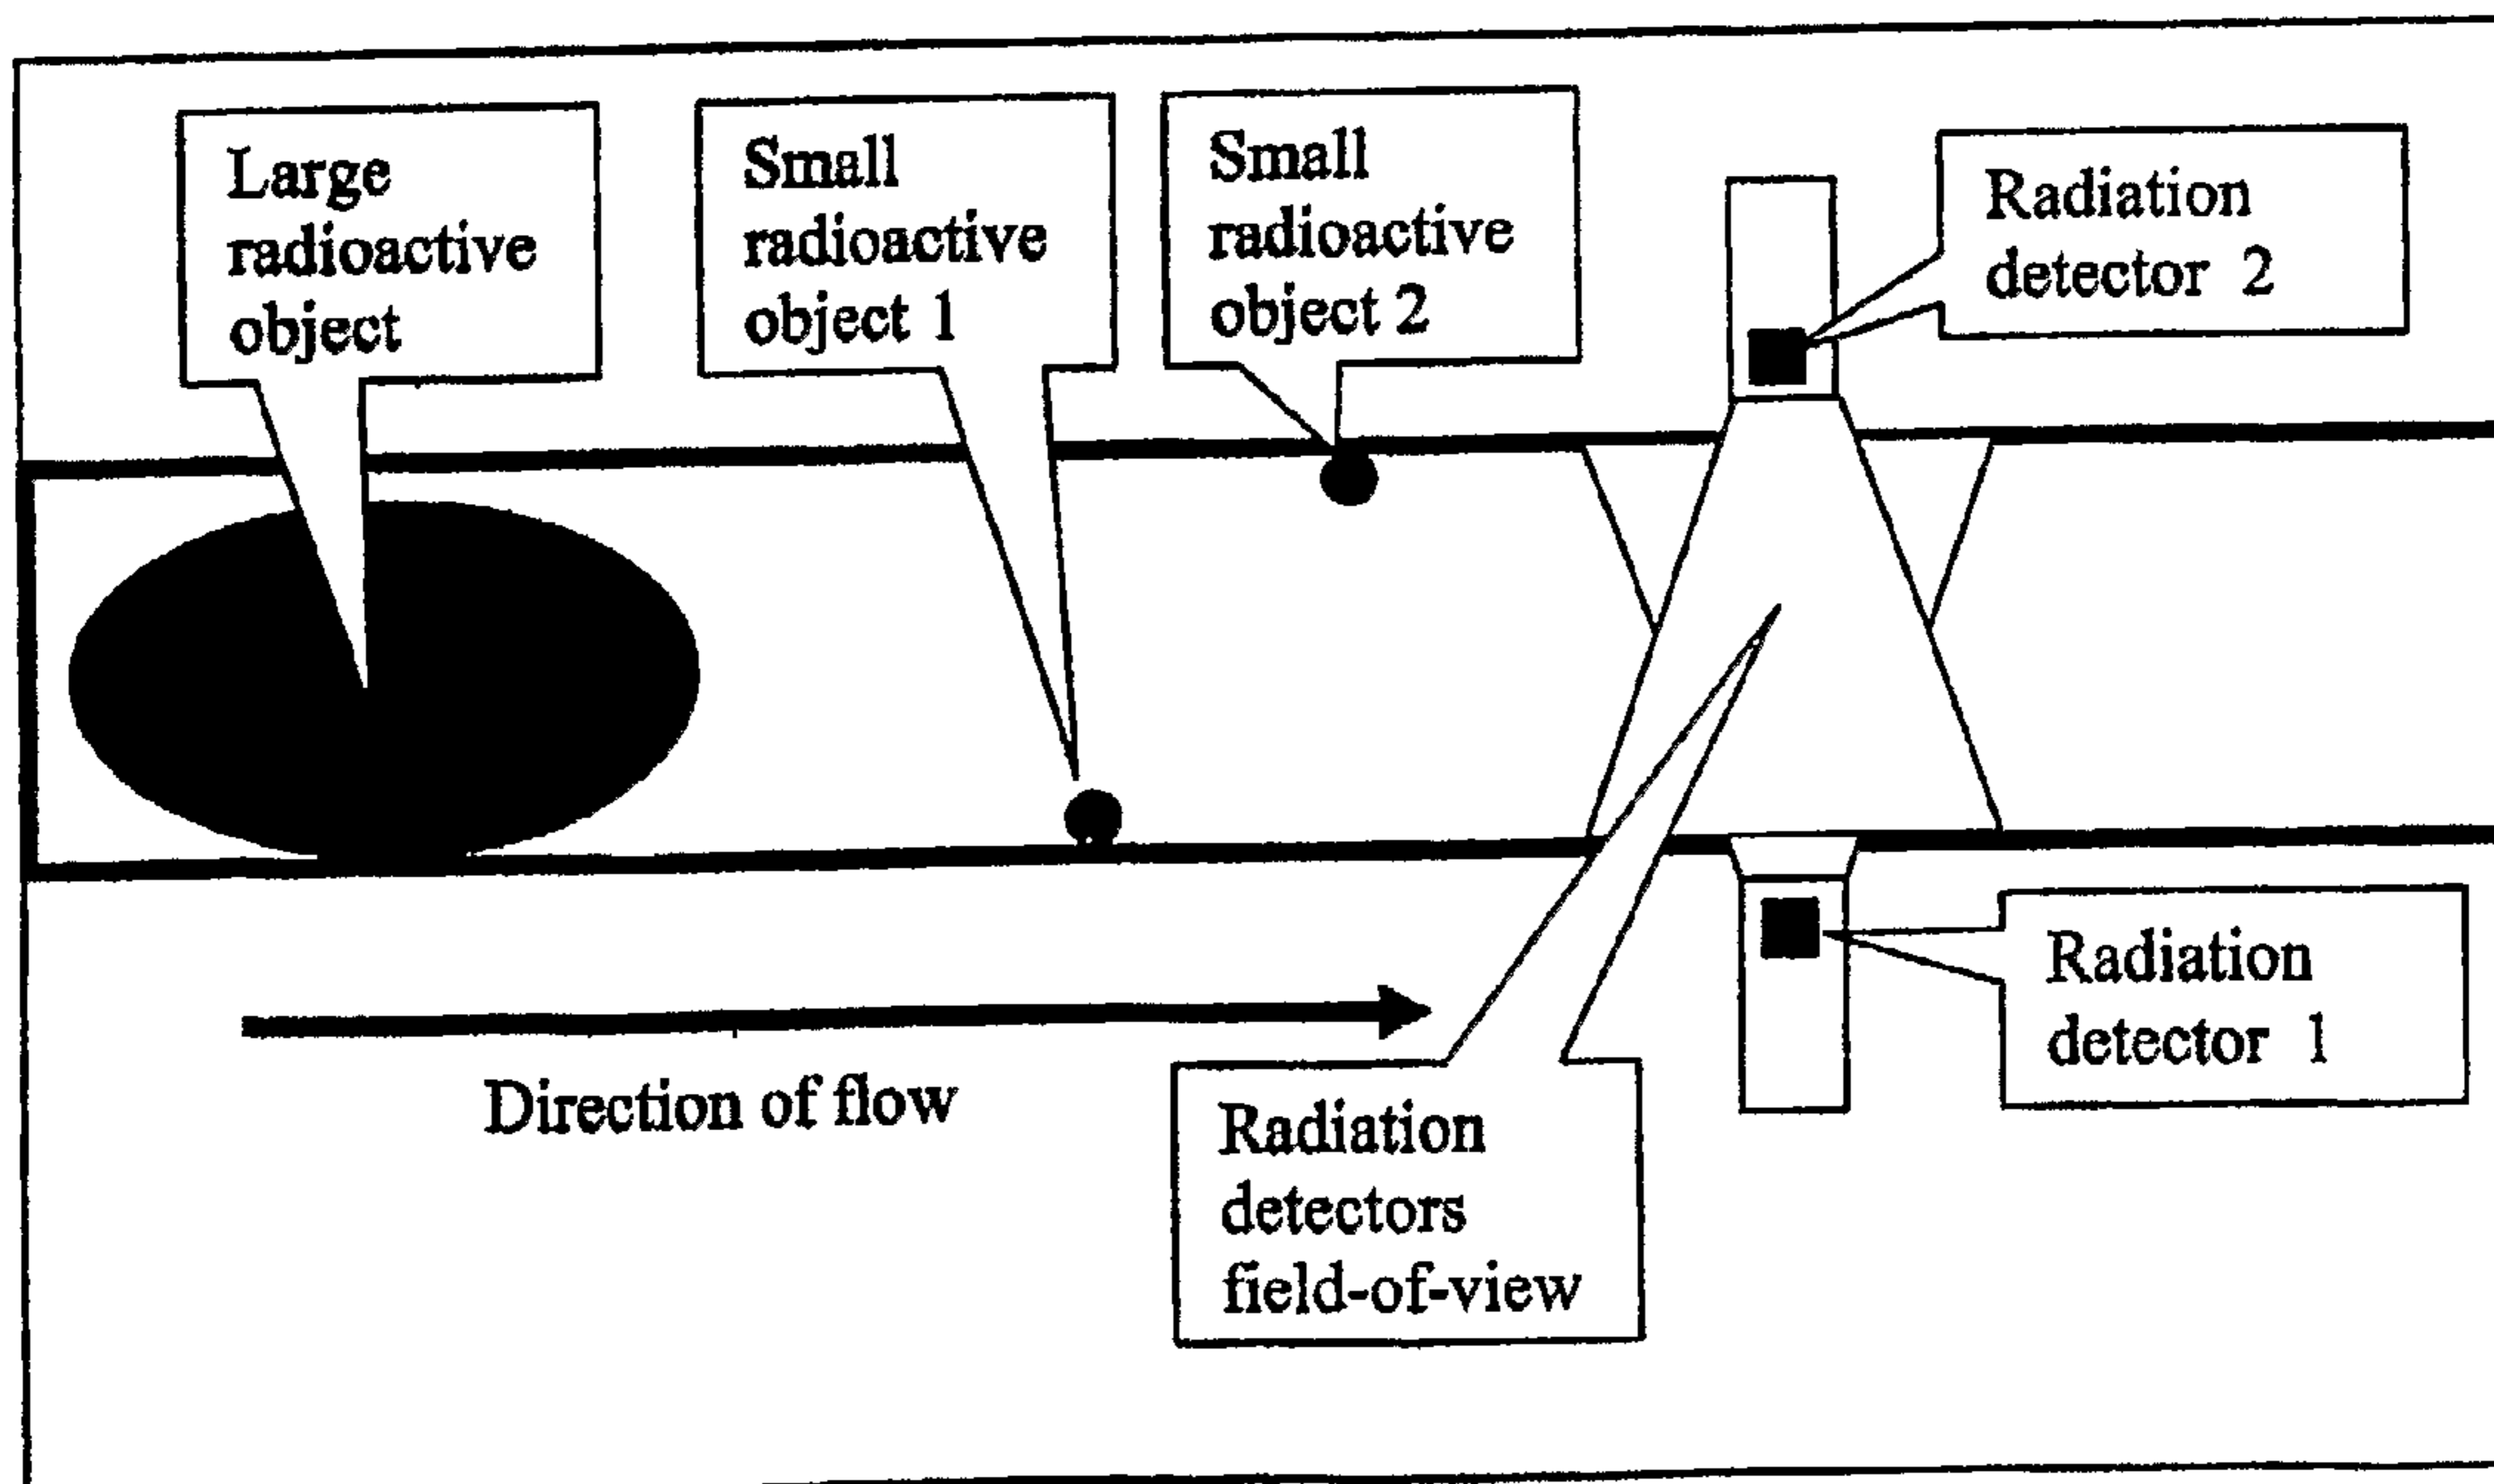 Large
radioactive
object
Small
radioactive
object 1
Small
radioactive
object 2
Radiation
detector 2
Radiation
detector 1
Direction of flow
Radiation
detectors
field-of-view